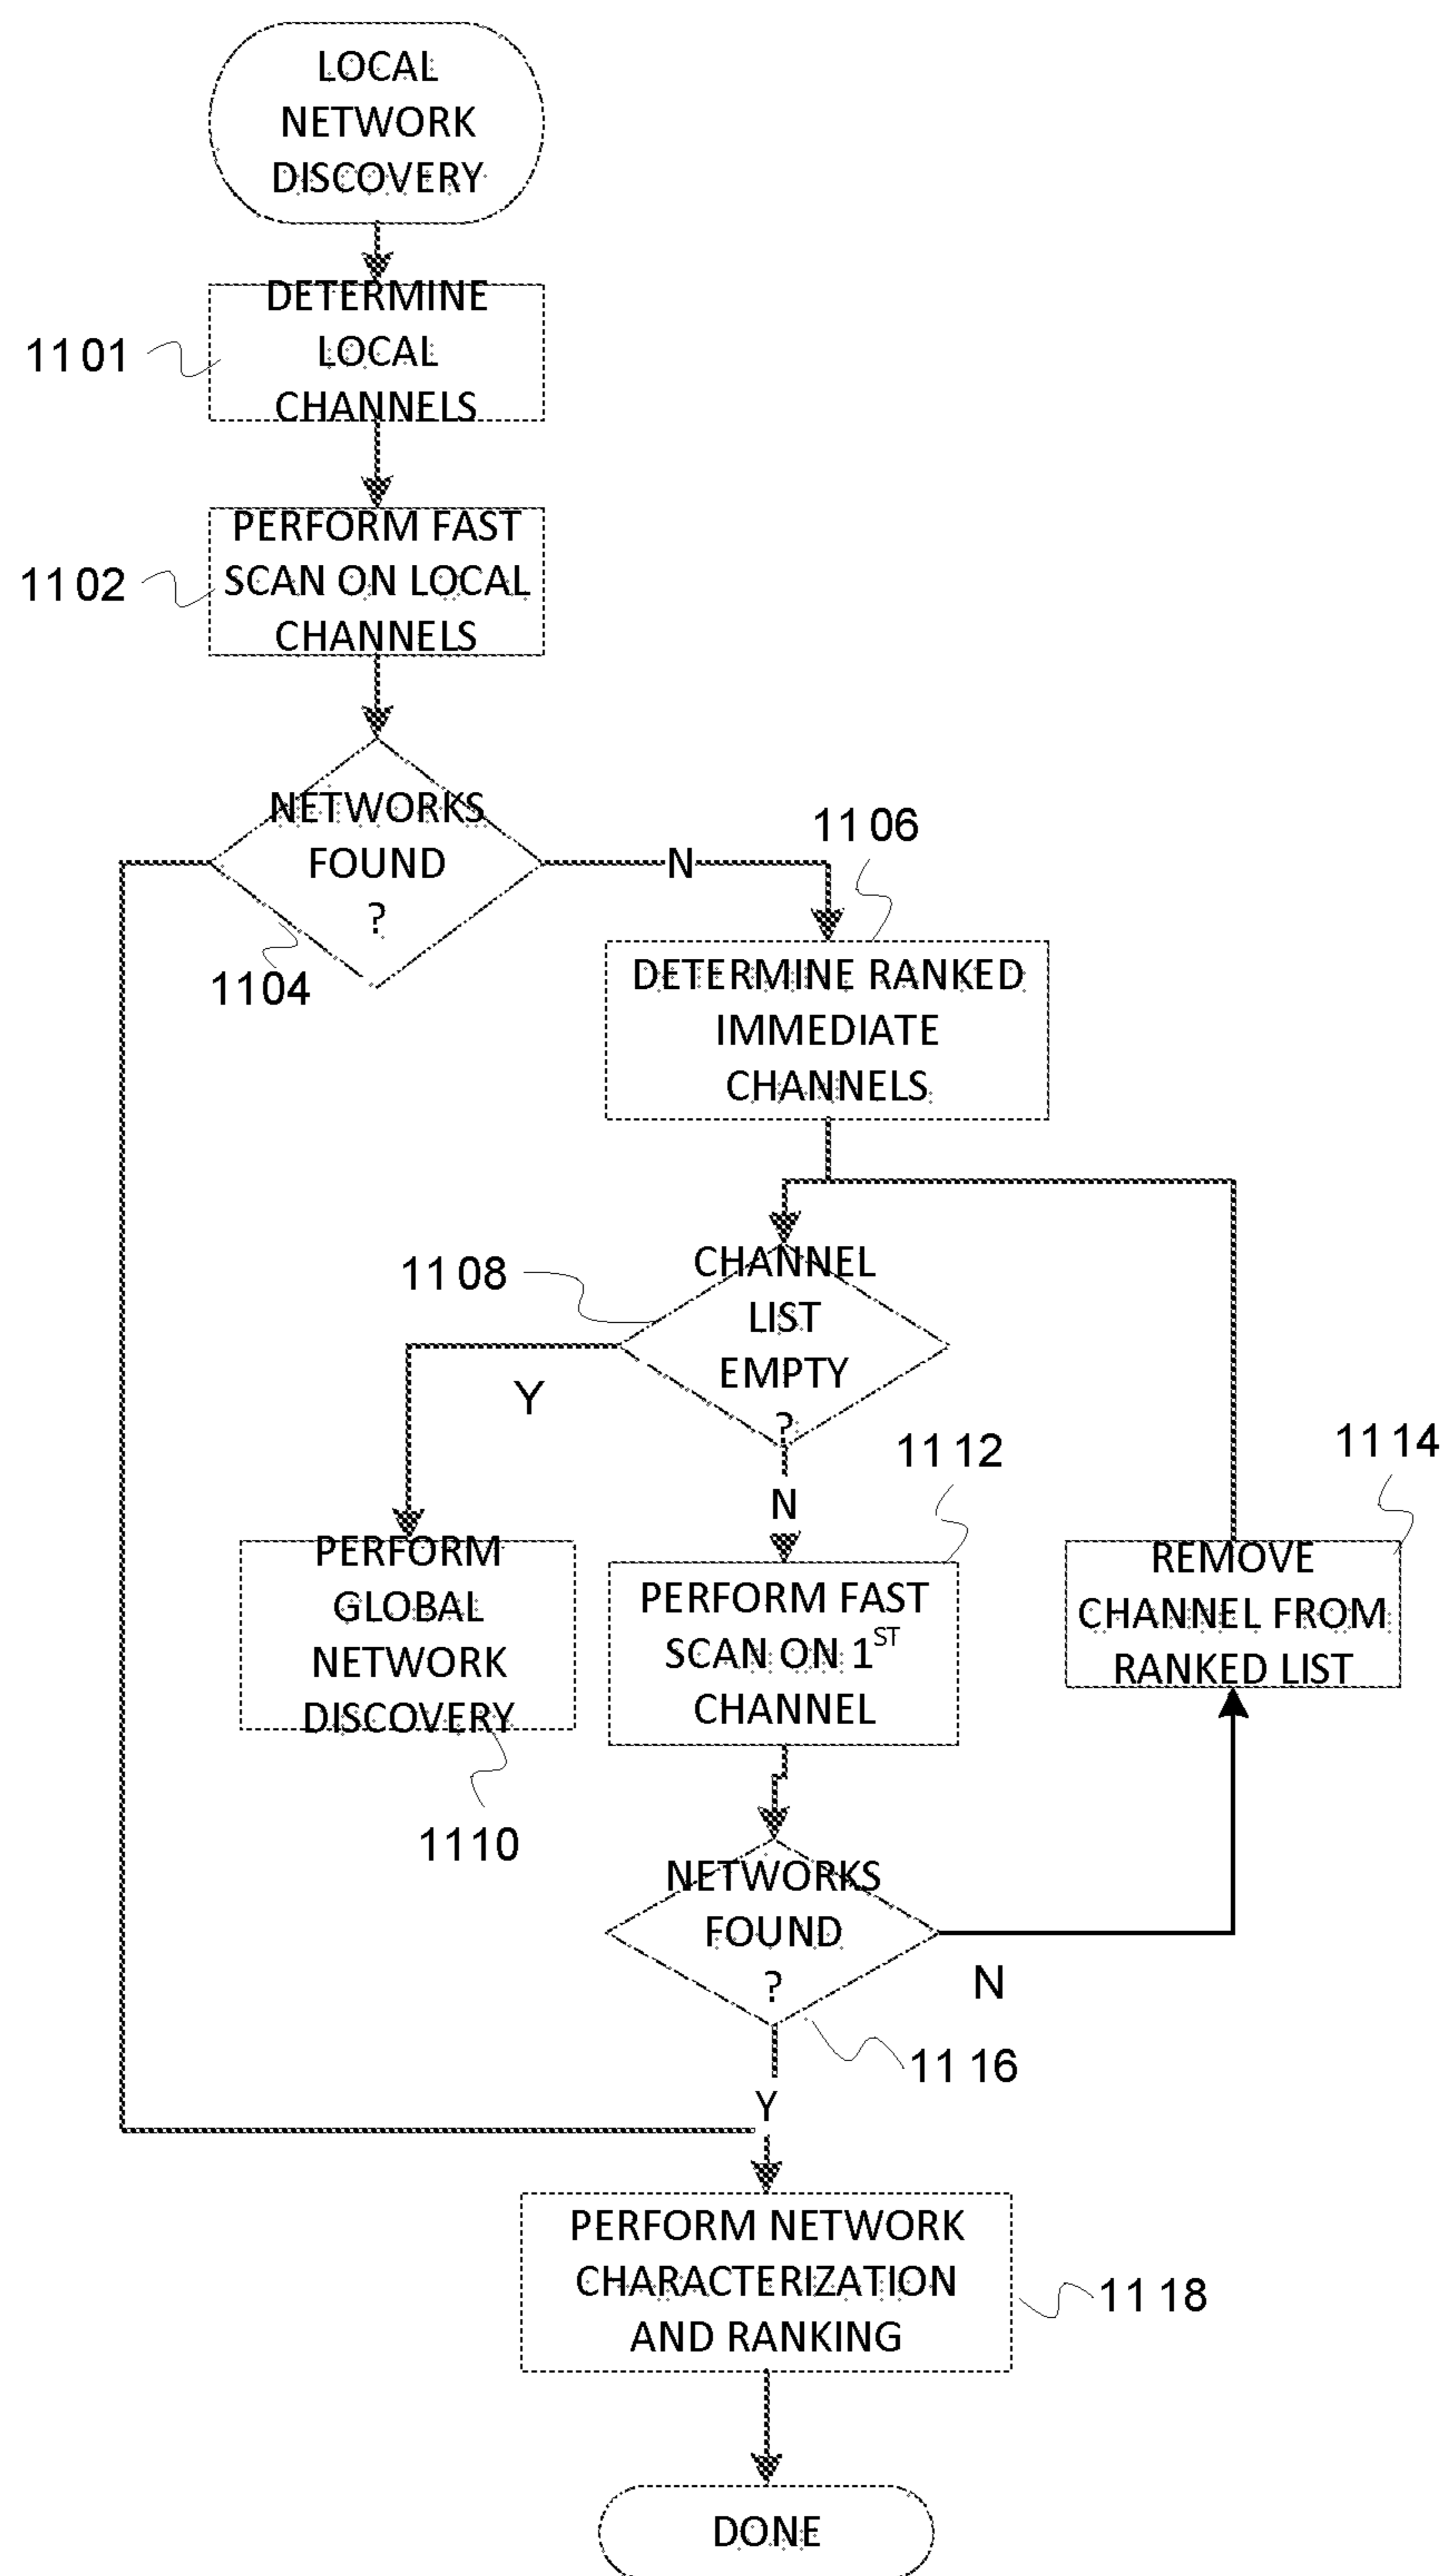 LOCAL
NETWORK
DISCOVERY
DETERMINE
LOCAL
CHANNELS
1101
PERFORM FAST
SCAN ON LOCAL
CHANNELS
1102
NETWORKS
FOUND
?
1104
N
1106
DETERMINE RANKED
IMMEDIATE
CHANNELS
1108
CHANNEL
LIST
EMPTY
?
Y
N
1112
1114
PERFORM
GLOBAL
NETWORK
DISCOVERY
1110
PERFORM FAST
SCAN ON 1ST
CHANNEL
REMOVE
CHANNEL FROM
RANKED LIST
NETWORKS
FOUND
?
N
1116
Y
PERFORM NETWORK
CHARACTERIZATION
AND RANKING
1118
DONE